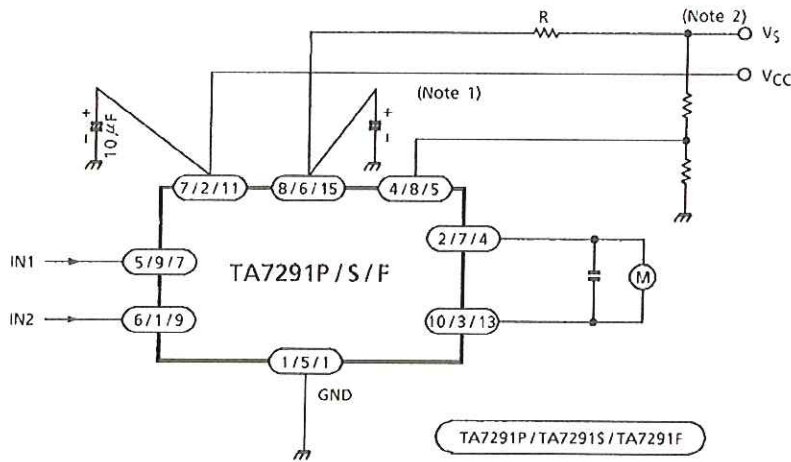 R
(Note 2)
VS
VCC
(Note 1)
+
-
10µF
+
-
7/2/11
8/6/15
4/8/5
2/7/4
IN1
5/9/7
TA7291P/S/F
M
IN2
6/1/9
10/3/13
1/5/1
GND
TA7291P/TA7291S/TA7291F